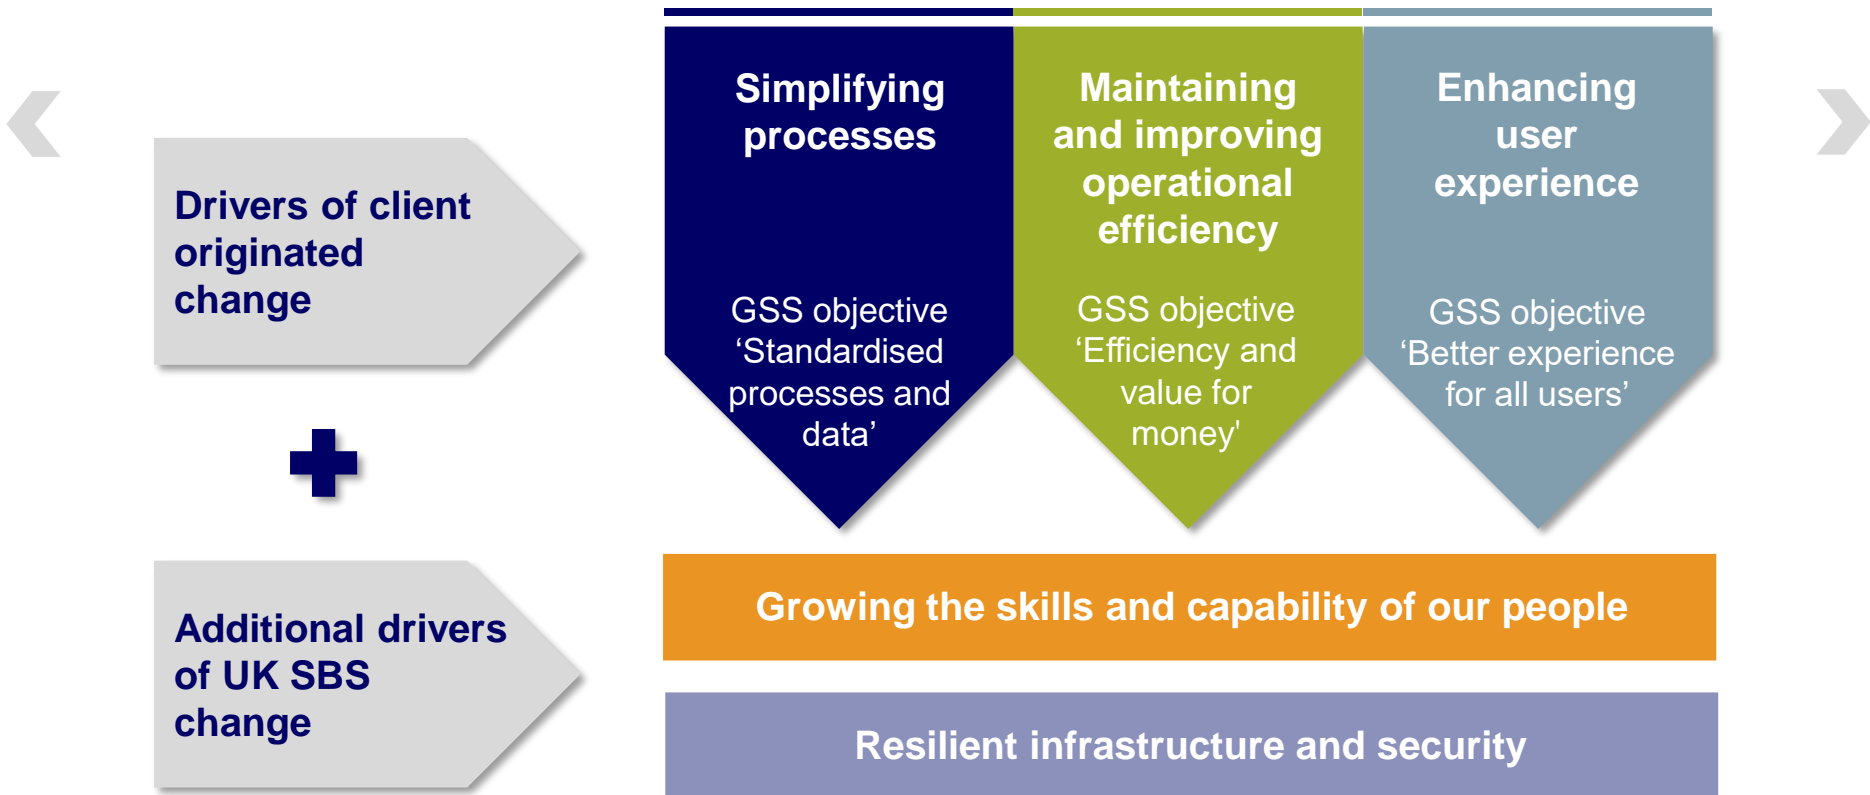 Drivers of client
originated
change
Simplifying
processes
GSS objective
‘Standardised
processes and
data’
Maintaining
and improving
operational
efficiency
GSS objective
‘Efficiency and
value for
money'
Enhancing
user
experience
GSS objective
‘Better experience
for all users’
Additional drivers
of UK SBS
change
Growing the skills and capability of our people
Resilient infrastructure and security